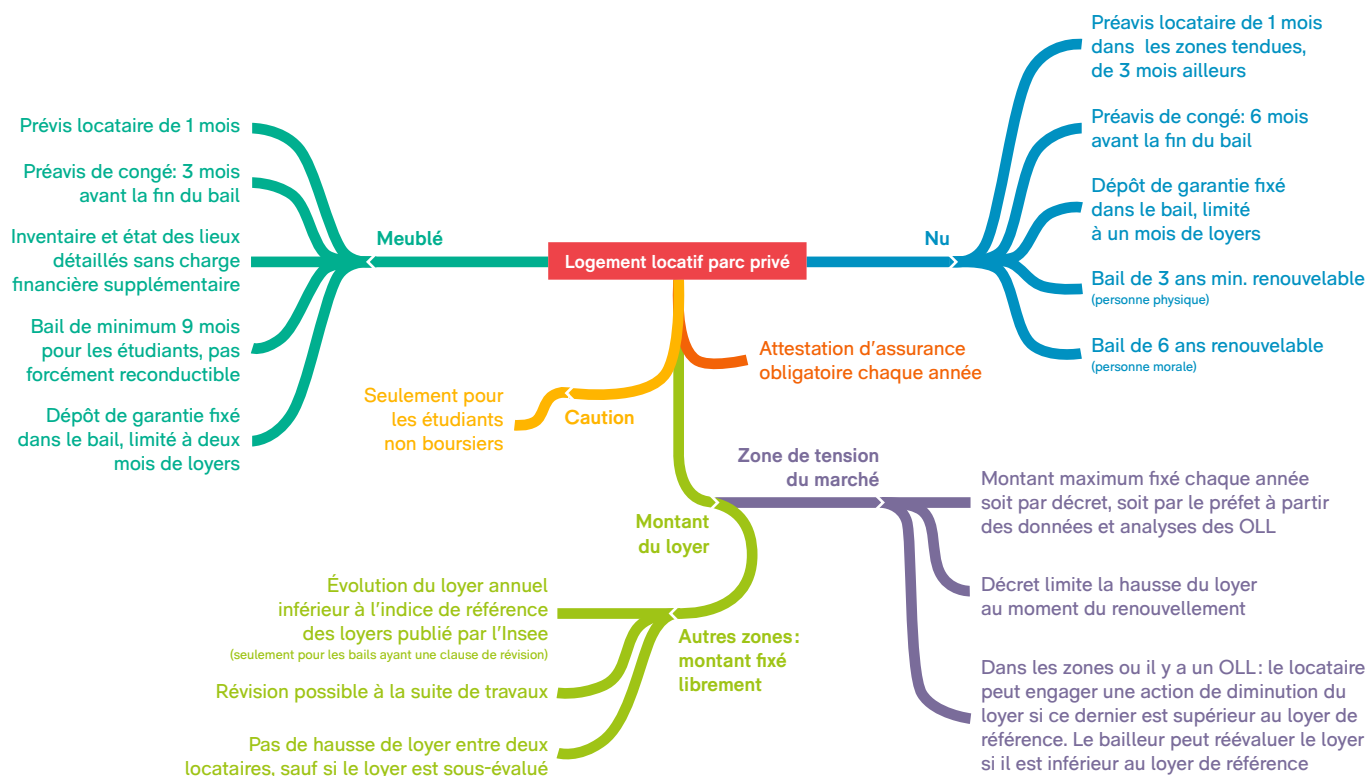 Logement locatif parc privé
Meublé
Prévis locataire de 1 mois
Préavis de congé: 3 mois
avant la fin du bail
Inventaire et état des lieux
détaillés sans charge
financière supplémentaire
Bail de minimum 9 mois
pour les étudiants, pas
forcément reconductible
Dépôt de garantie fixé
dans le bail, limité à deux
mois de loyers
Nu
Préavis locataire de 1 mois
dans les zones tendues,
de 3 mois ailleurs
Préavis de congé: 6 mois
avant la fin du bail
Dépôt de garantie fixé
dans le bail, limité
à un mois de loyers
Bail de 3 ans min. renouvelable
(personne physique)
Bail de 6 ans renouvelable
(personne morale)
Attestation d'assurance
obligatoire chaque année
Caution
Seulement pour
les étudiants
non boursiers
Montant
du loyer
Zone de tension
du marché
Montant maximum fixé chaque année
soit par décret, soit par le préfet à partir
des données et analyses des OLL
Décret limite la hausse du loyer
au moment du renouvellement
Dans les zones ou il y a un OLL : le locataire
peut engager une action de diminution du
loyer si ce dernier est supérieur au loyer de
référence. Le bailleur peut réévaluer le loyer
si il est inférieur au loyer de référence
Autres zones :
montant fixé
librement
Évolution du loyer annuel
inférieur à l'indice de référence
des loyers publié par l'Insee
(seulement pour les bails ayant une clause de révision)
Révision possible à la suite de travaux
Pas de hausse de loyer entre deux
locataires, sauf si le loyer est sous-évalué